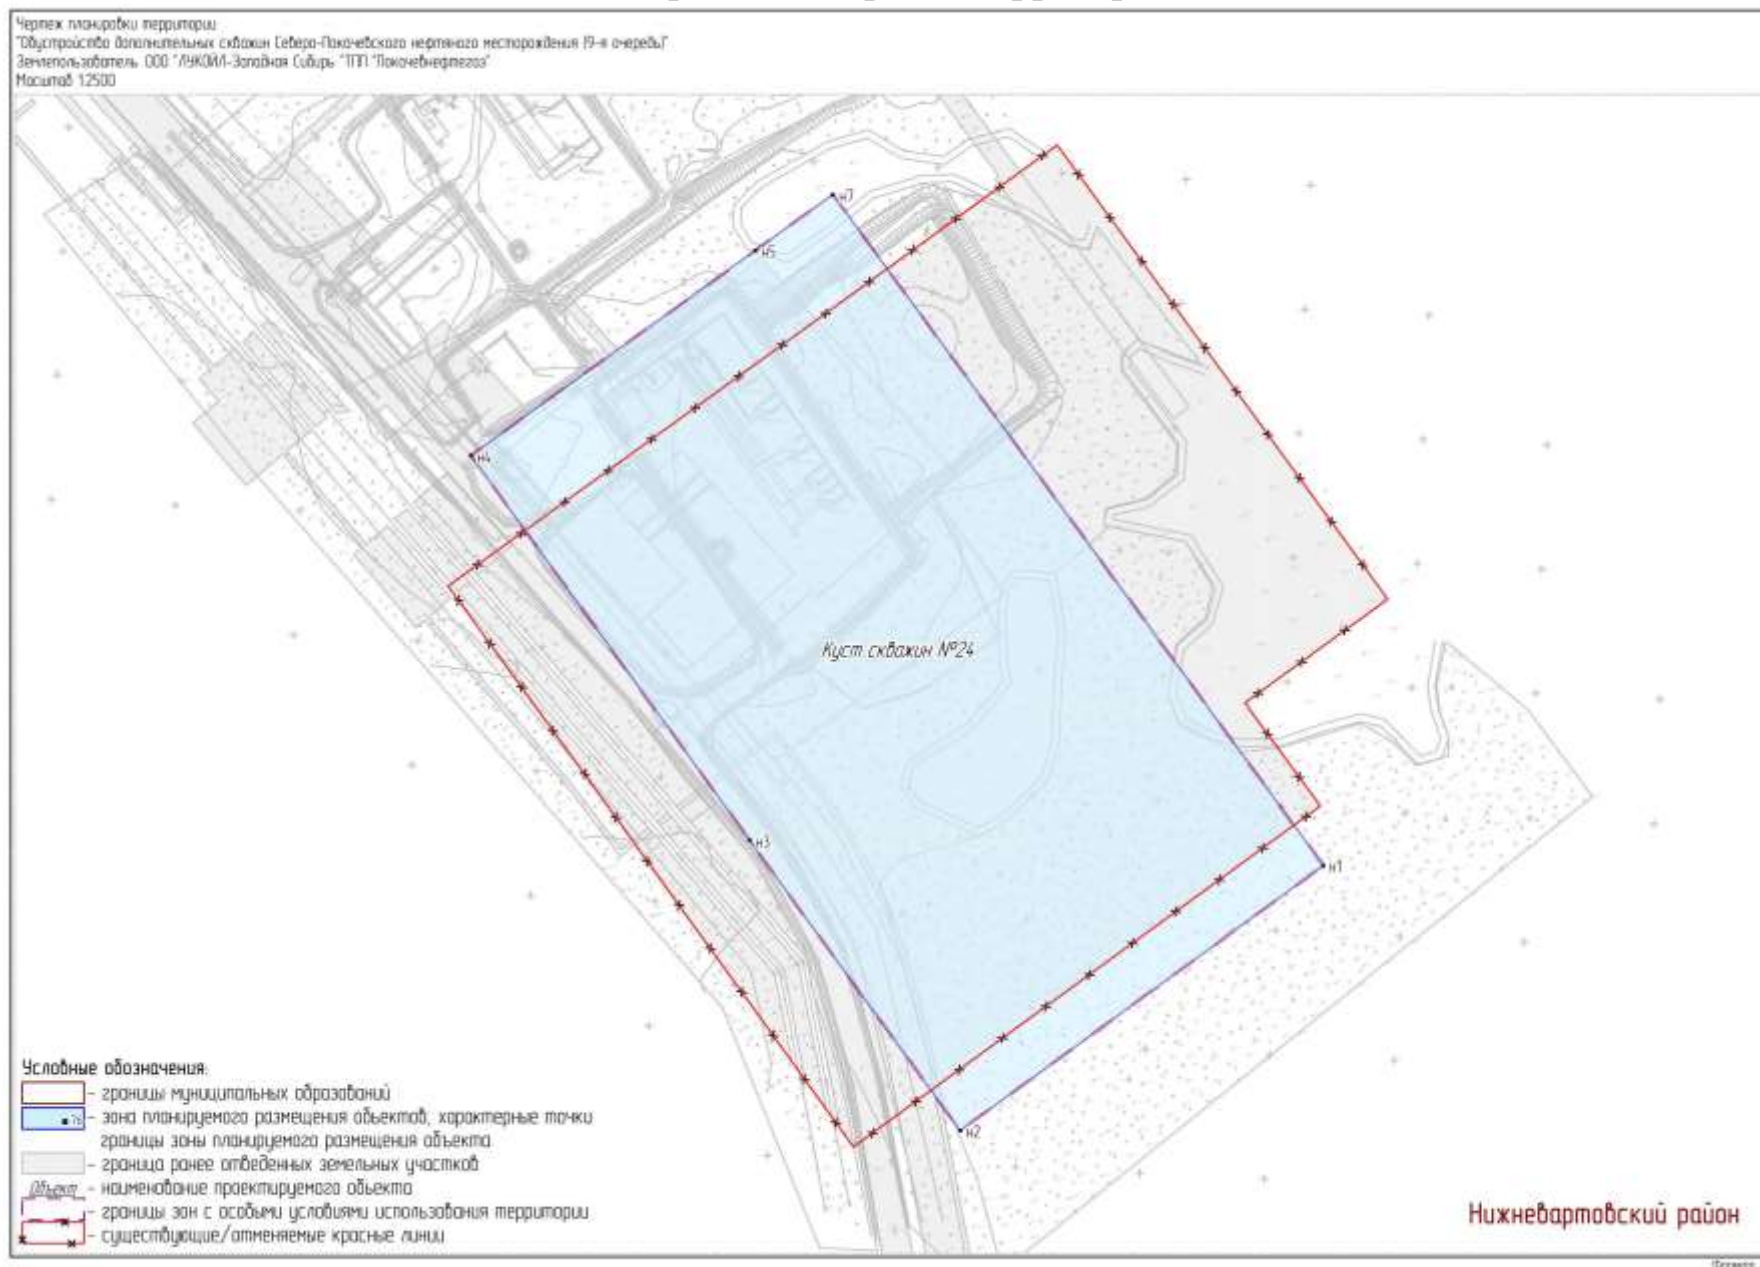 Чертеж планировки территории
"Обустройство дополнительных скважин Северо-Покачевского нефтяного месторождения (9-я очередь)"
Землепользователь ООО "ЛУКОЙЛ-Западная Сибирь "ТПП "Покачевнефтегаз"
Масштаб 1:2500
н7
н5
н4
Куст скважин №24
н3
н1
н2
Условные обозначения:
- границы муниципальных образований
76 - зона планируемого размещения объектов, характерные точки
границы зоны планируемого размещения объекта
- граница ранее отведенных земельных участков
Объект - наименование проектируемого объекта
- границы зон с особыми условиями использования территории
- существующие/отменяемые красные линии
Нижневартовский район